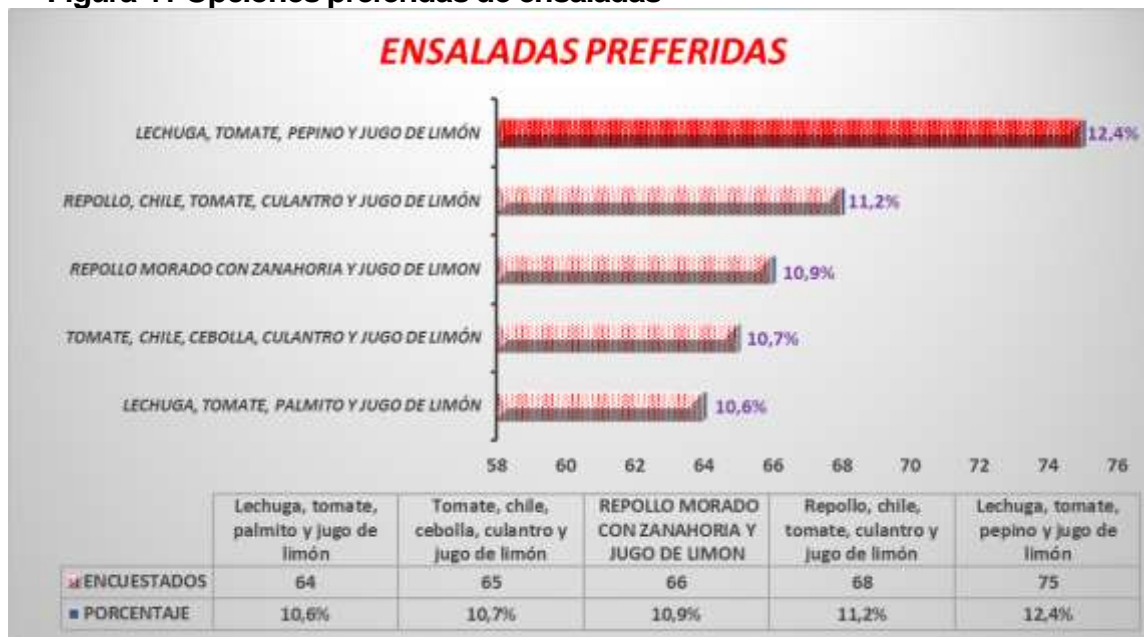 Figura 41 Opciones preferidas de ensaladas
ENSALADAS PREFERIDAS
LECHUGA, TOMATE, PEPINO Y JUGO DE LIMÓN
12,4%
REPOLLO, CHILE, TOMATE, CULANTRO Y JUGO DE LIMÓN
11,2%
REPOLLO MORADO CON ZANAHORIA Y JUGO DE LIMON
10,9%
TOMATE, CHILE, CEBOLLA, CULANTRO Y JUGO DE LIMÓN
10,7%
LECHUGA, TOMATE, PALMITO Y JUGO DE LIMÓN
10,6%
58 60 62 64 66 68 70 72 74 76
Lechuga, tomate, Tomate, chile, REPOLLO MORADO Repollo, chile, Lechuga, tomate,
palmito y jugo de cebolla, culantro y CON ZANAHORIA Y tomate, culantro y pepino y jugo de
limón jugo de limón JUGO DE LIMON jugo de limón limón
ENCUESTADOS 64 65 66 68 75
PORCENTAJE 10,6% 10,7% 10,9% 11,2% 12,4%